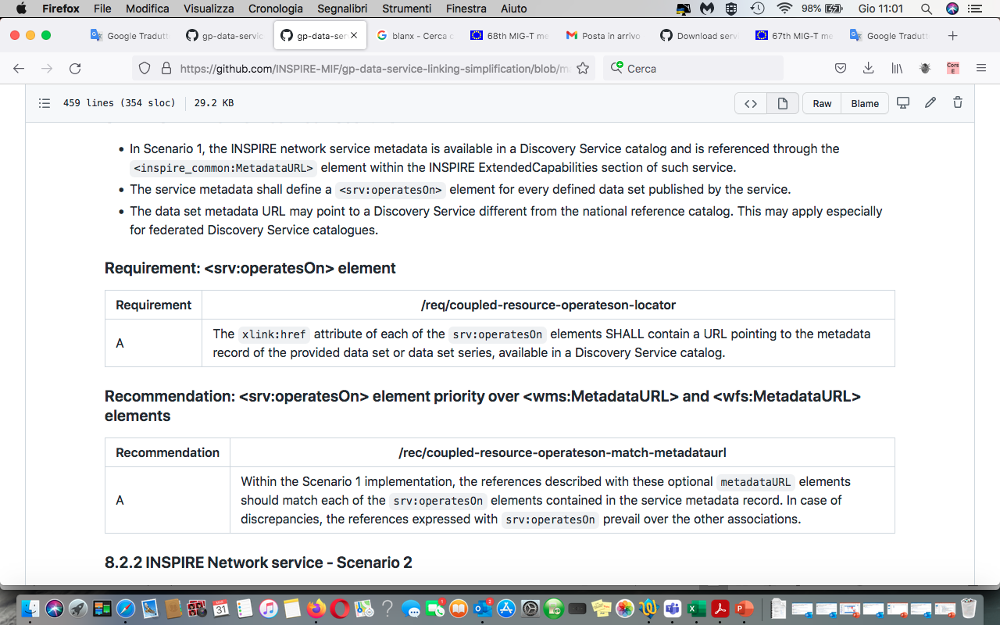 Firefox File Modifica Visualizza Cronologia Segnalibri Strumenti Finestra Aiuto 98% Gio 11:01
Google Tradutt gp-data-servic gp-data-ser blanx - Cerca c 68th MIG-T me Posta in arrivo Download serv 67th MIG-T me Google Tradutt
https://github.com/INSPIRE-MIF/gp-data-service-linking-simplification/blob/ma Cerca Cors E
459 lines (354 sloc) 29.2 KB Raw Blame
In Scenario 1, the INSPIRE network service metadata is available in a Discovery Service catalog and is referenced through the
<inspire_common:MetadataURL> element within the INSPIRE ExtendedCapabilities section of such service.
The service metadata shall define a <srv:operatesOn> element for every defined data set published by the service.
The data set metadata URL may point to a Discovery Service different from the national reference catalog. This may apply especially
for federated Discovery Service catalogues.
Requirement: <srv:operatesOn> element
Requirement /req/coupled-resource-operateson-locator
A The xlink:href attribute of each of the srv:operatesOn elements SHALL contain a URL pointing to the metadata
record of the provided data set or data set series, available in a Discovery Service catalog.
Recommendation: <srv:operatesOn> element priority over <wms:MetadataURL> and <wfs:MetadataURL>
elements
Recommendation /rec/coupled-resource-operateson-match-metadataurl
Within the Scenario 1 implementation, the references described with these optional metadataURL elements
A should match each of the srv:operatesOn elements contained in the service metadata record. In case of
discrepancies, the references expressed with srv:operatesOn prevail over the other associations.
8.2.2 INSPIRE Network service - Scenario 2
31